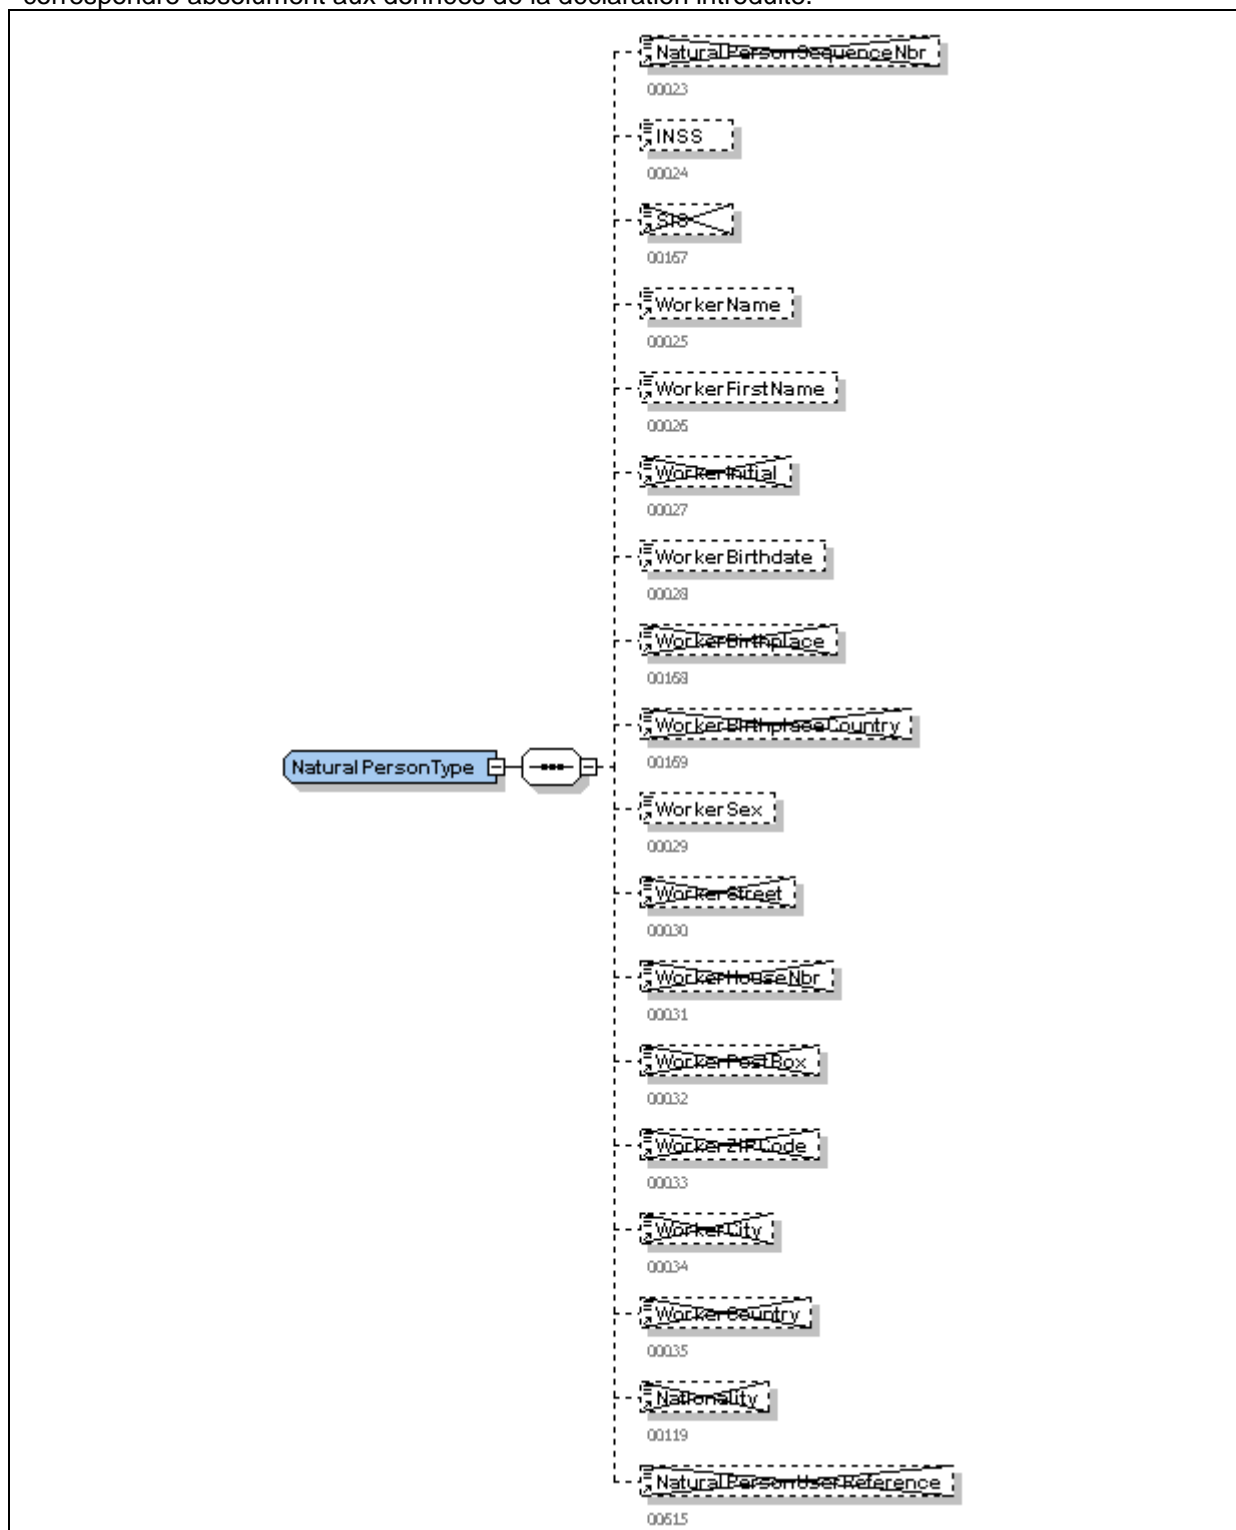 correspondre absolument aux données de la déclaration introduite.
NaturalPersonSequenceNbr
00023
INSS
00024
SIS
00167
WorkerName
00025
WorkerFirstName
00026
WorkerInitial
00027
WorkerBirthdate
00028
WorkerBirthplace
00168
WorkerBirthplaceCountry
00169
NaturalPersonType
WorkerSex
00029
WorkerStreet
00030
WorkerHouseNbr
00031
WorkerPostBox
00032
WorkerZIPCode
00033
WorkerCity
00034
WorkerCountry
00035
Nationality
00119
NaturalPersonUserReference
00615